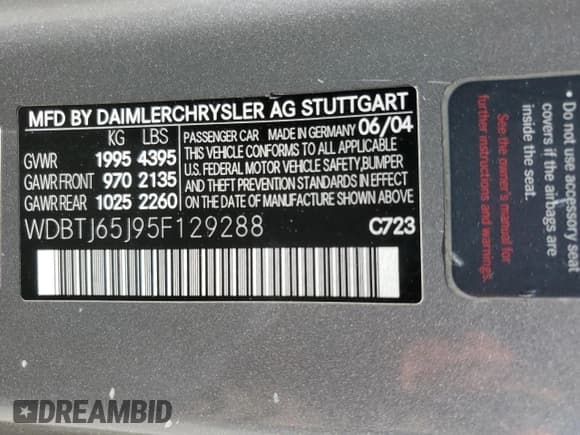 MFD BY DAIMLERCHRYSLER AG STUTTGART
KG LBS
GVWR 1995 4395
GAWR FRONT 970 2135
GAWR REAR 1025 2260
PASSENGER CAR MADE IN GERMANY 06/04
THIS VEHICLE CONFORMS TO ALL APPLICABLE
U.S. FEDERAL MOTOR VEHICLE SAFETY,BUMPER
AND THEFT PREVENTION STANDARDS IN EFFECT
ON THE DATE OF MANUFACTURE SHOWN ABOVE
WDBTJ65J95F129288
C723
• Do not use accessory seat
covers if the airbags are
inside the seat.
See the owner's manual for
further instructions and warnings.
DREAMBID